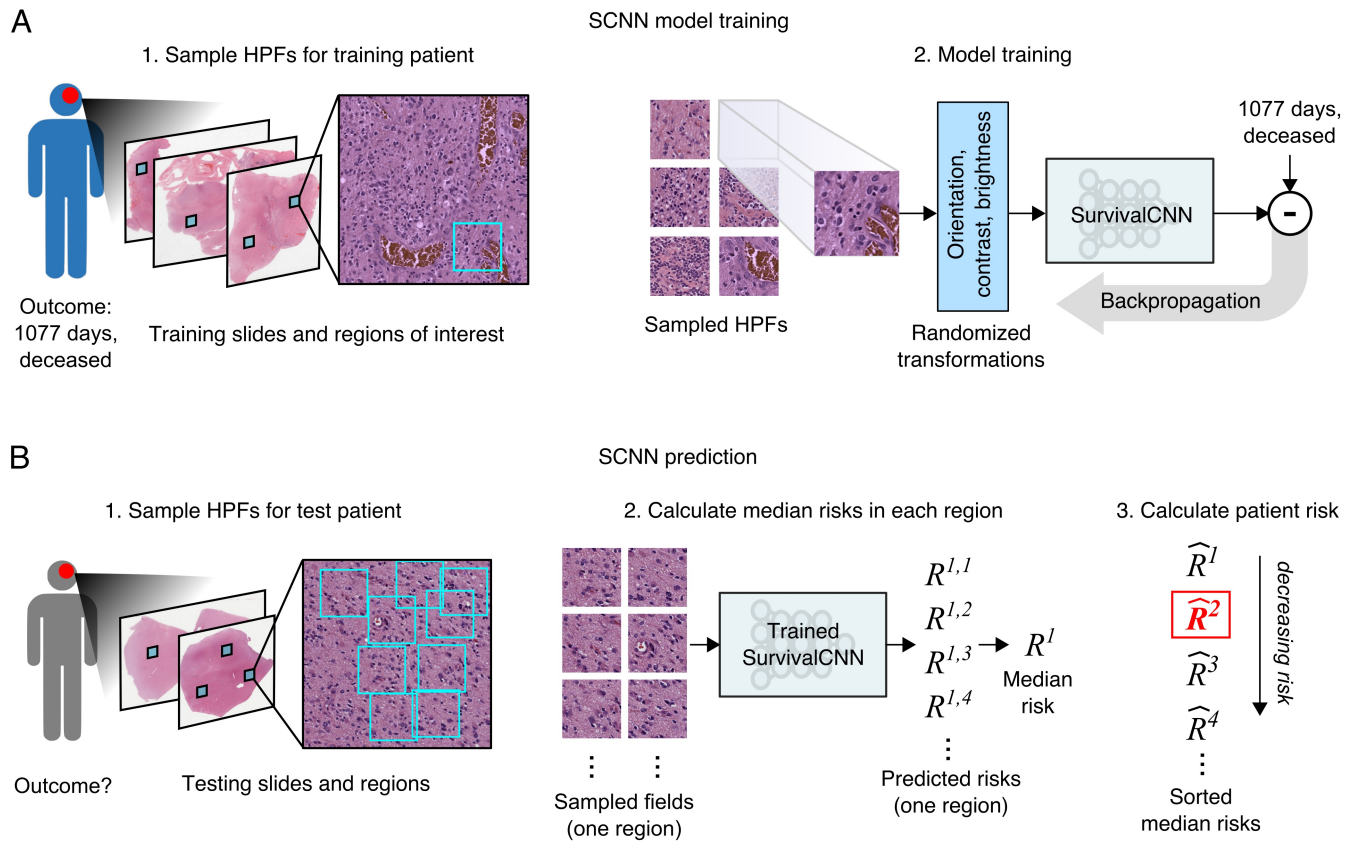 A
SCNN model training
1. Sample HPFs for training patient
2. Model training
Outcome:
1077 days,
deceased
Training slides and regions of interest
Sampled HPFs
Orientation,
contrast, brightness
Randomized
transformations
SurvivalCNN
1077 days,
deceased
-
Backpropagation
B
SCNN prediction
1. Sample HPFs for test patient
2. Calculate median risks in each region
3. Calculate patient risk
Outcome?
Testing slides and regions
Sampled fields
(one region)
Trained
SurvivalCNN
R^1,1
R^1,2
R^1,3
R^1,4
Predicted risks
(one region)
R^1
Median
risk
R̂^1
R̂^2
R̂^3
R̂^4
decreasing risk
Sorted
median risks